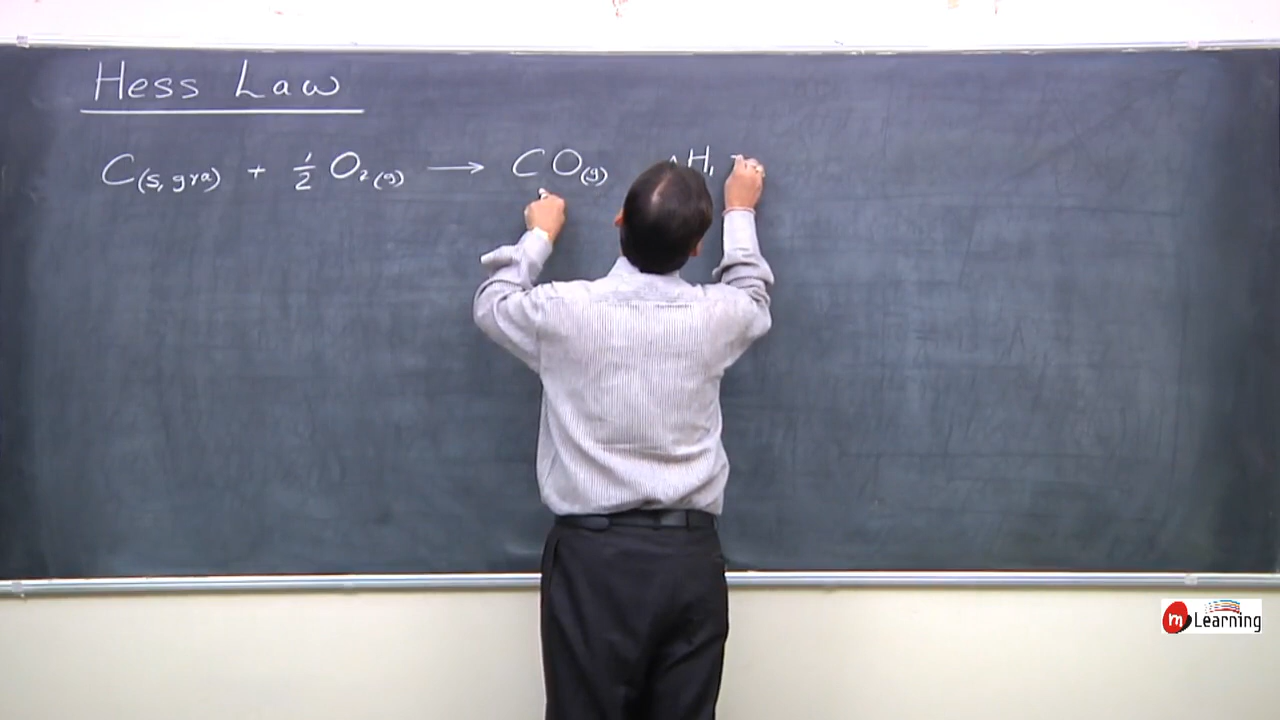 Hess Law
C(s, gra) + 1/2 O2(g) → CO(g) ΔH1 =
m Learning